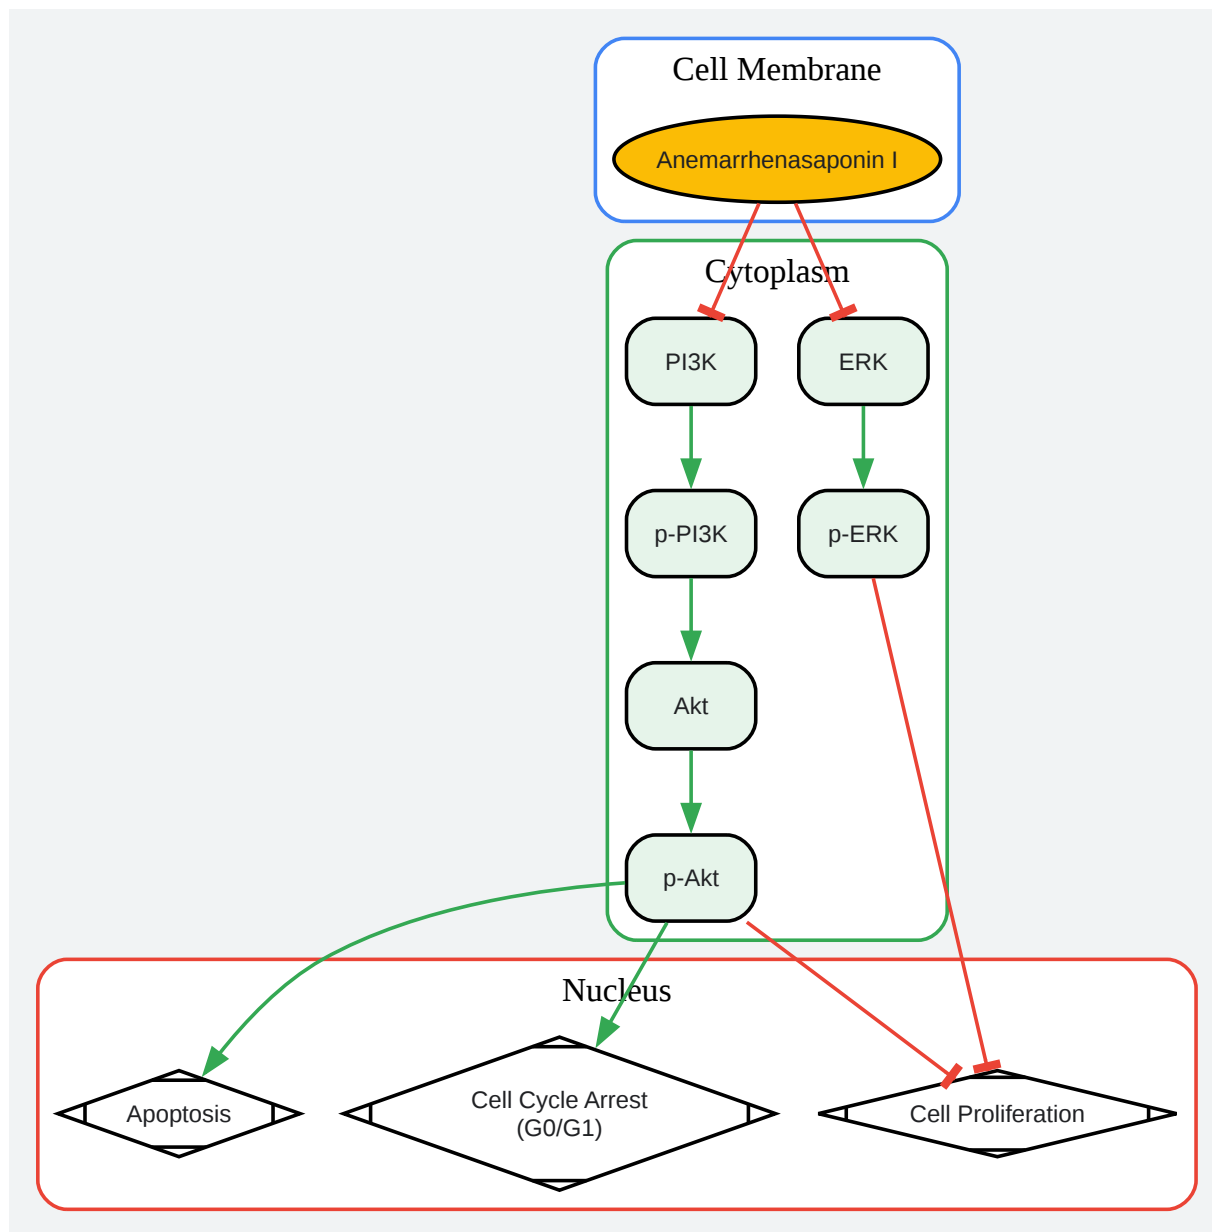 Cell Membrane
Anemarrhenasaponin I
Cytoplasm
PI3K
ERK
p-PI3K
p-ERK
Akt
p-Akt
Nucleus
Apoptosis
Cell Cycle Arrest
(G0/G1)
Cell Proliferation